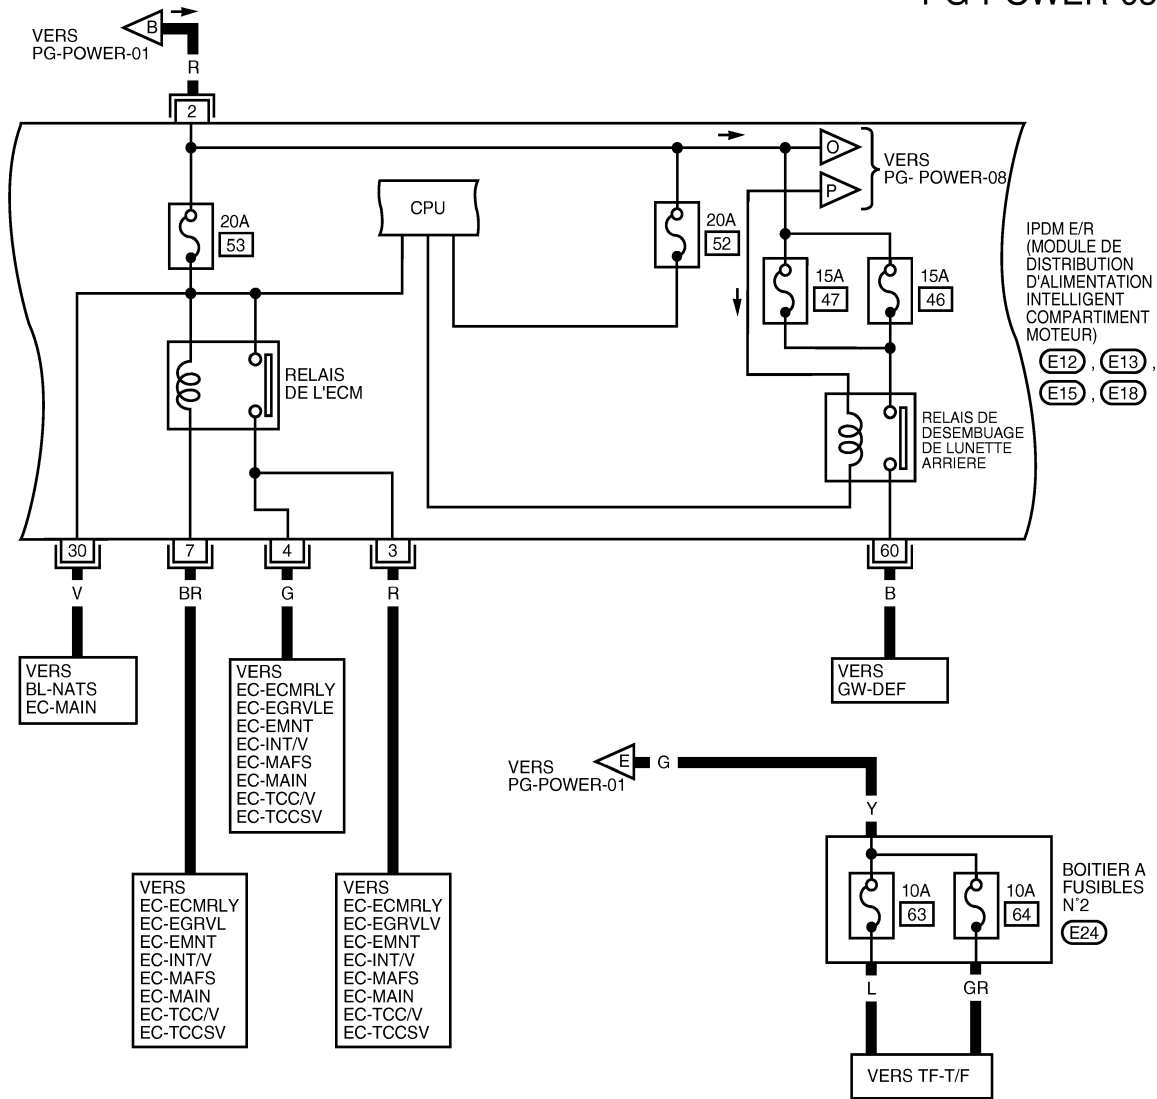 B
VERS
PG-POWER-01
R
2
O
VERS
PG- POWER-08
P
CPU
20A
53
20A
52
15A
47
15A
46
IPDM E/R
(MODULE DE
DISTRIBUTION
D'ALIMENTATION
INTELLIGENT
COMPARTIMENT
MOTEUR)
E12 , E13 ,
E15 , E18
RELAIS
DE L'ECM
RELAIS DE
DESEMBUAGE
DE LUNETTE
ARRIERE
30
7
4
3
60
V
BR
G
R
B
VERS
BL-NATS
EC-MAIN
VERS
EC-ECMRLY
EC-EGRVLE
EC-EMNT
EC-INT/V
EC-MAFS
EC-MAIN
EC-TCC/V
EC-TCCSV
VERS
GW-DEF
VERS
PG-POWER-01
E
G
Y
VERS
EC-ECMRLY
EC-EGRVL
EC-EMNT
EC-INT/V
EC-MAFS
EC-MAIN
EC-TCC/V
EC-TCCSV
VERS
EC-ECMRLY
EC-EGRVLV
EC-EMNT
EC-INT/V
EC-MAFS
EC-MAIN
EC-TCC/V
EC-TCCSV
10A
63
10A
64
BOITIER A
FUSIBLES
N°2
E24
L
GR
VERS TF-T/F